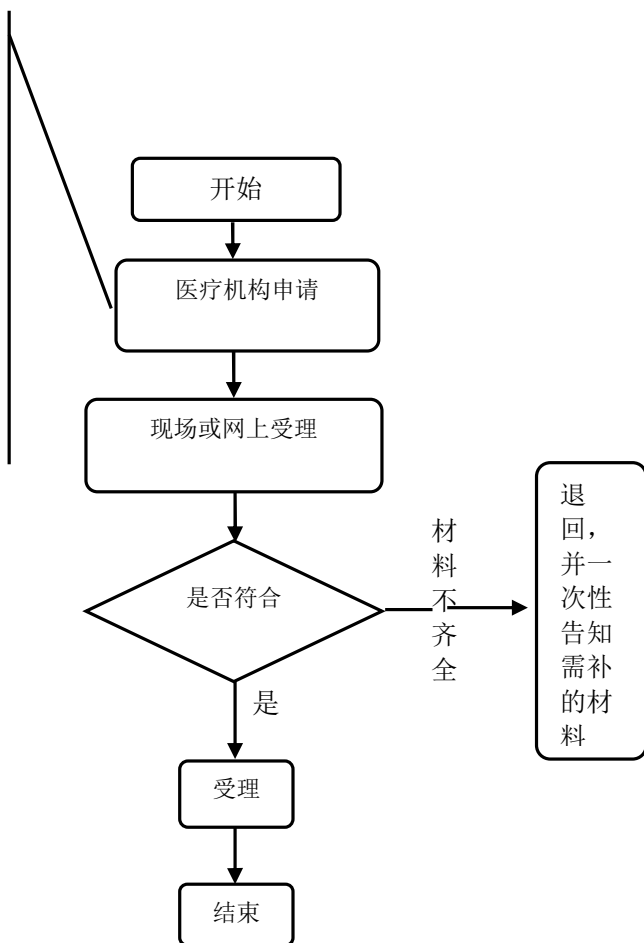 开始
医疗机构申请
现场或网上受理
是否符合
材
料
不
齐
全
退
回，
并一
次性
告知
需补
的材
料
是
受理
结束